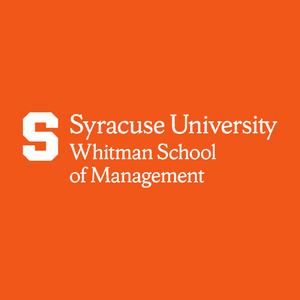 S Syracuse University
Whitman School
of Management